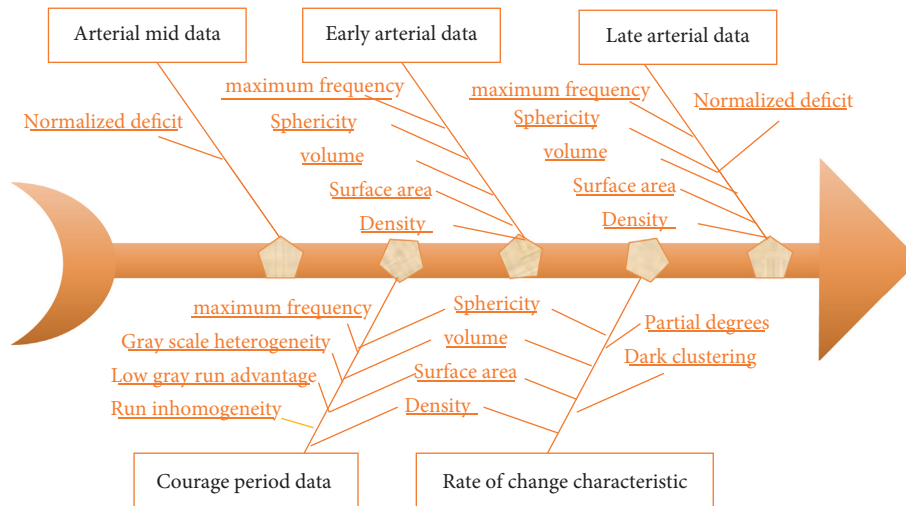 Arterial mid data
Early arterial data
Late arterial data
maximum frequency
maximum frequency
Normalized deficit
Normalized deficit
Sphericity
Sphericity
volume
volume
Surface area
Surface area
Density
Density
maximum frequency
Sphericity
Partial degrees
Gray scale heterogeneity
volume
Dark clustering
Low gray run advantage
Surface area
Run inhomogeneity
Density
Courage period data
Rate of change characteristic